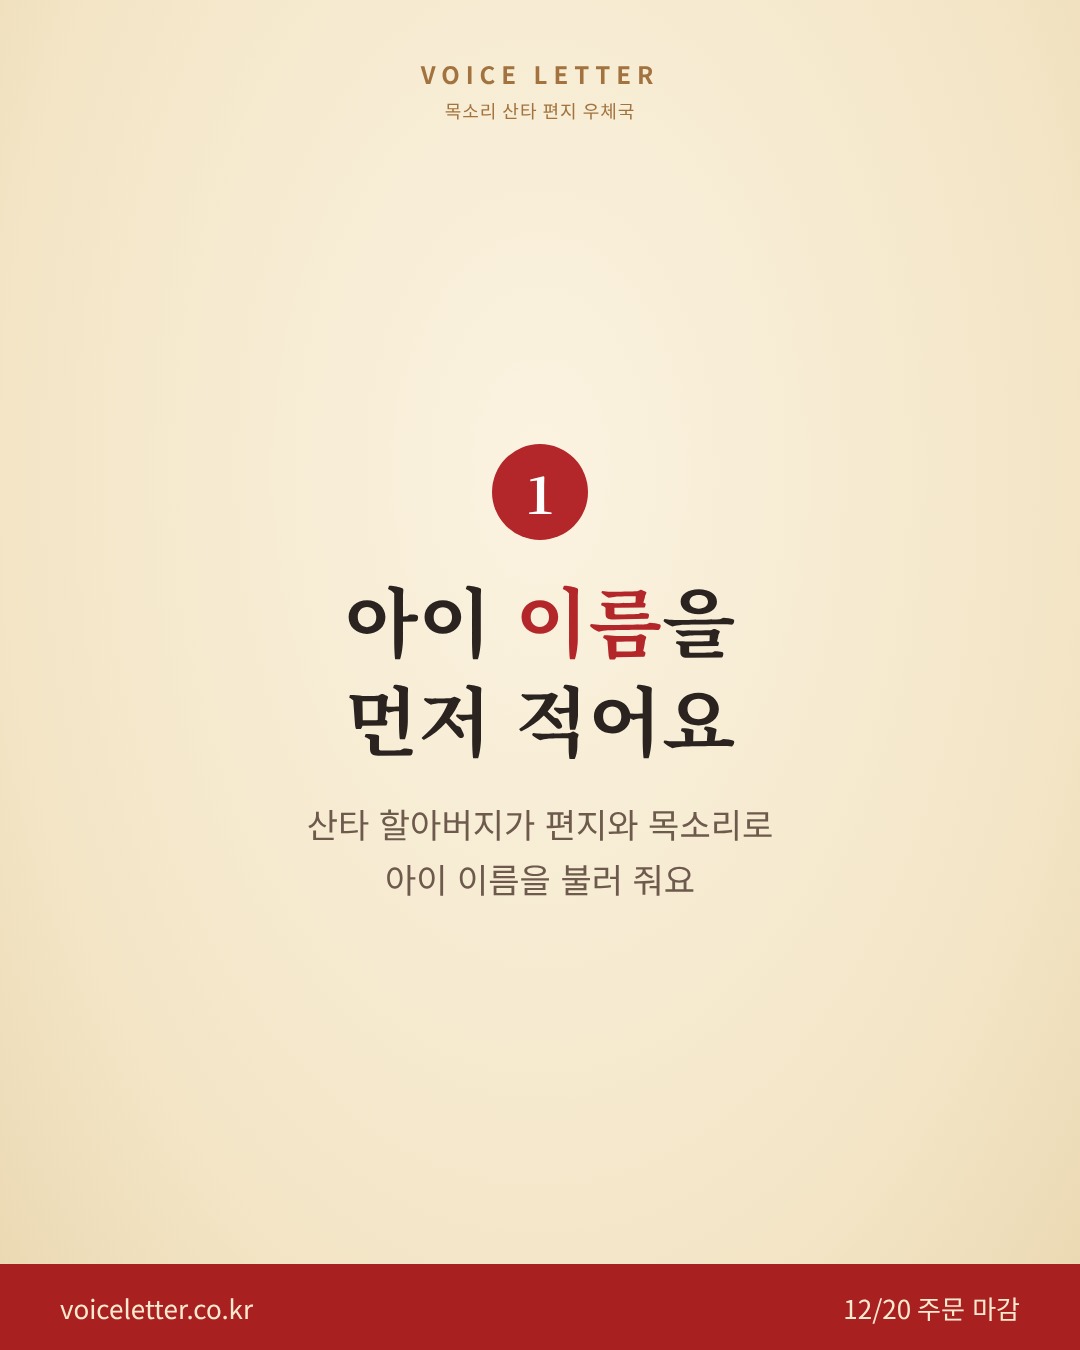 VOICE LETTER
목소리 산타 편지 우체국
1
아이 이름을
먼저 적어요
산타 할아버지가 편지와 목소리로
아이 이름을 불러 줘요
voiceletter.co.kr
12/20 주문 마감